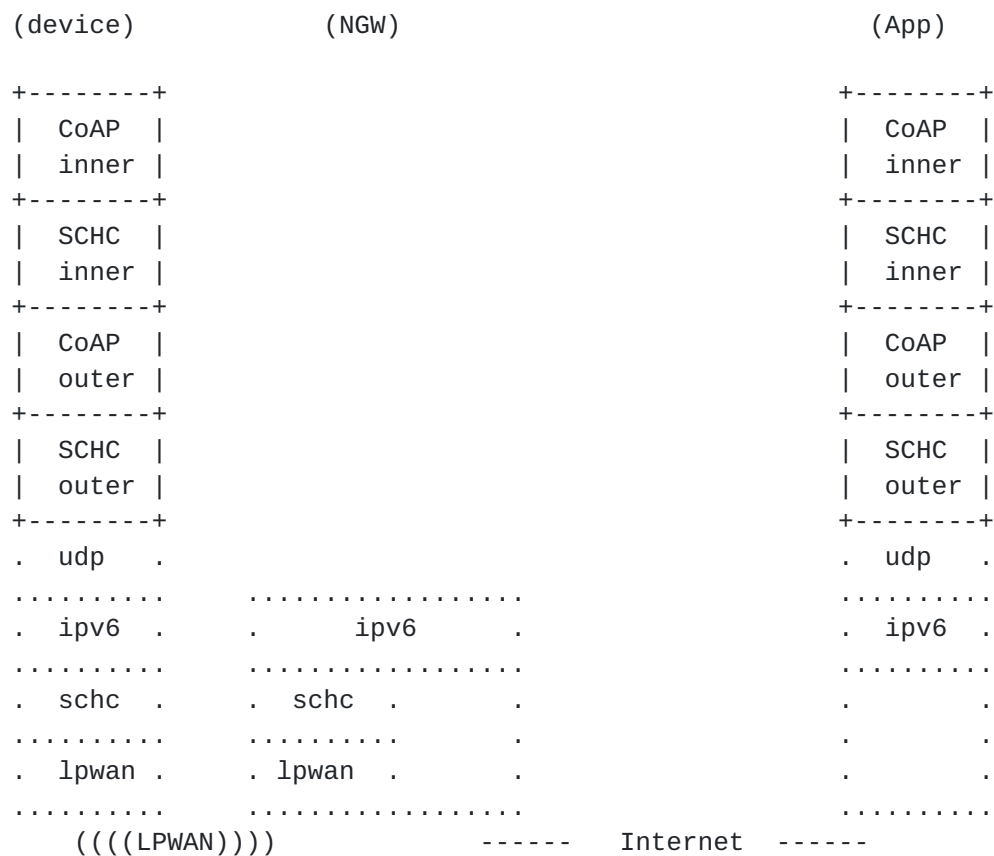 (device) (NGW) (App)
+--------+ +--------+
| CoAP | | CoAP |
| inner | | inner |
+--------+ +--------+
| SCHC | | SCHC |
| inner | | inner |
+--------+ +--------+
| CoAP | | CoAP |
| outer | | outer |
+--------+ +--------+
| SCHC | | SCHC |
| outer | | outer |
+--------+ +--------+
. udp . . udp .
.......... .................. ..........
. ipv6 . . ipv6 . . ipv6 .
.......... .................. ..........
. schc . . schc . . . .
.......... .......... . . .
. lpwan . . lpwan . . . .
.......... .................. ..........
((((LPWAN)))) ------ Internet ------